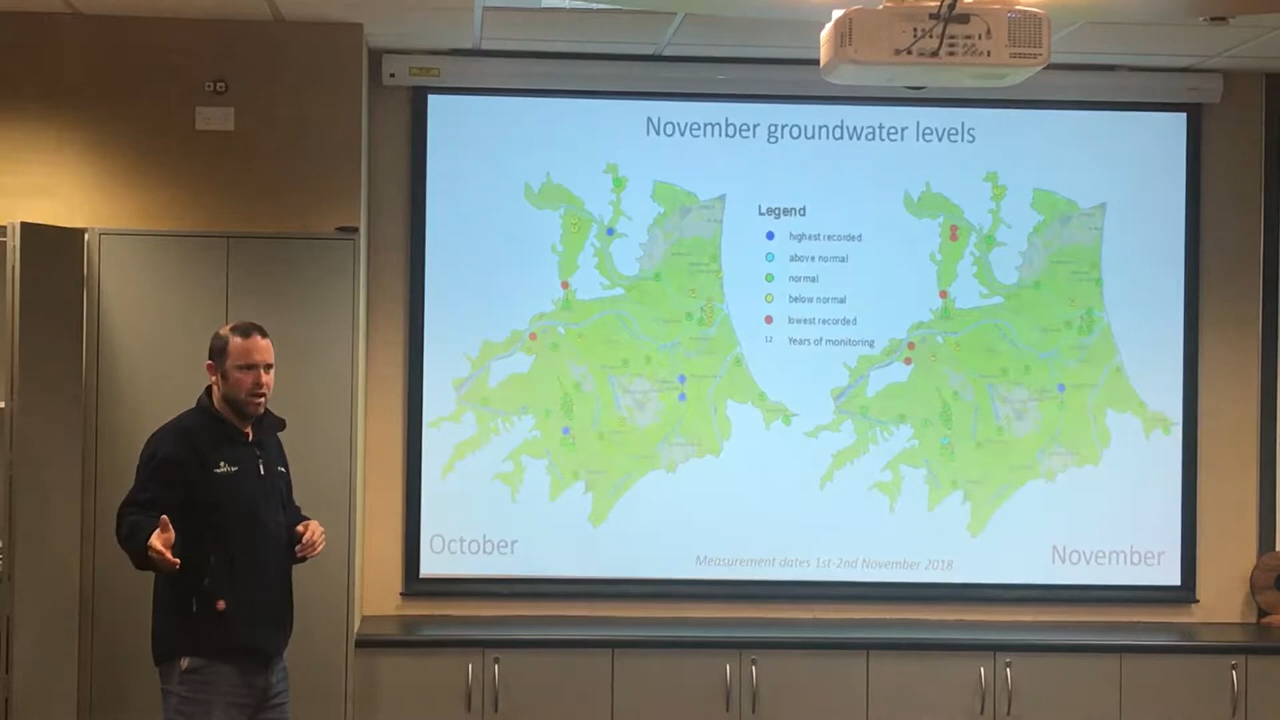 November groundwater levels
Legend
highest recorded
above normal
normal
below normal
lowest recorded
12 Years of monitoring
October
November
Measurement dates 1st-2nd November 2018